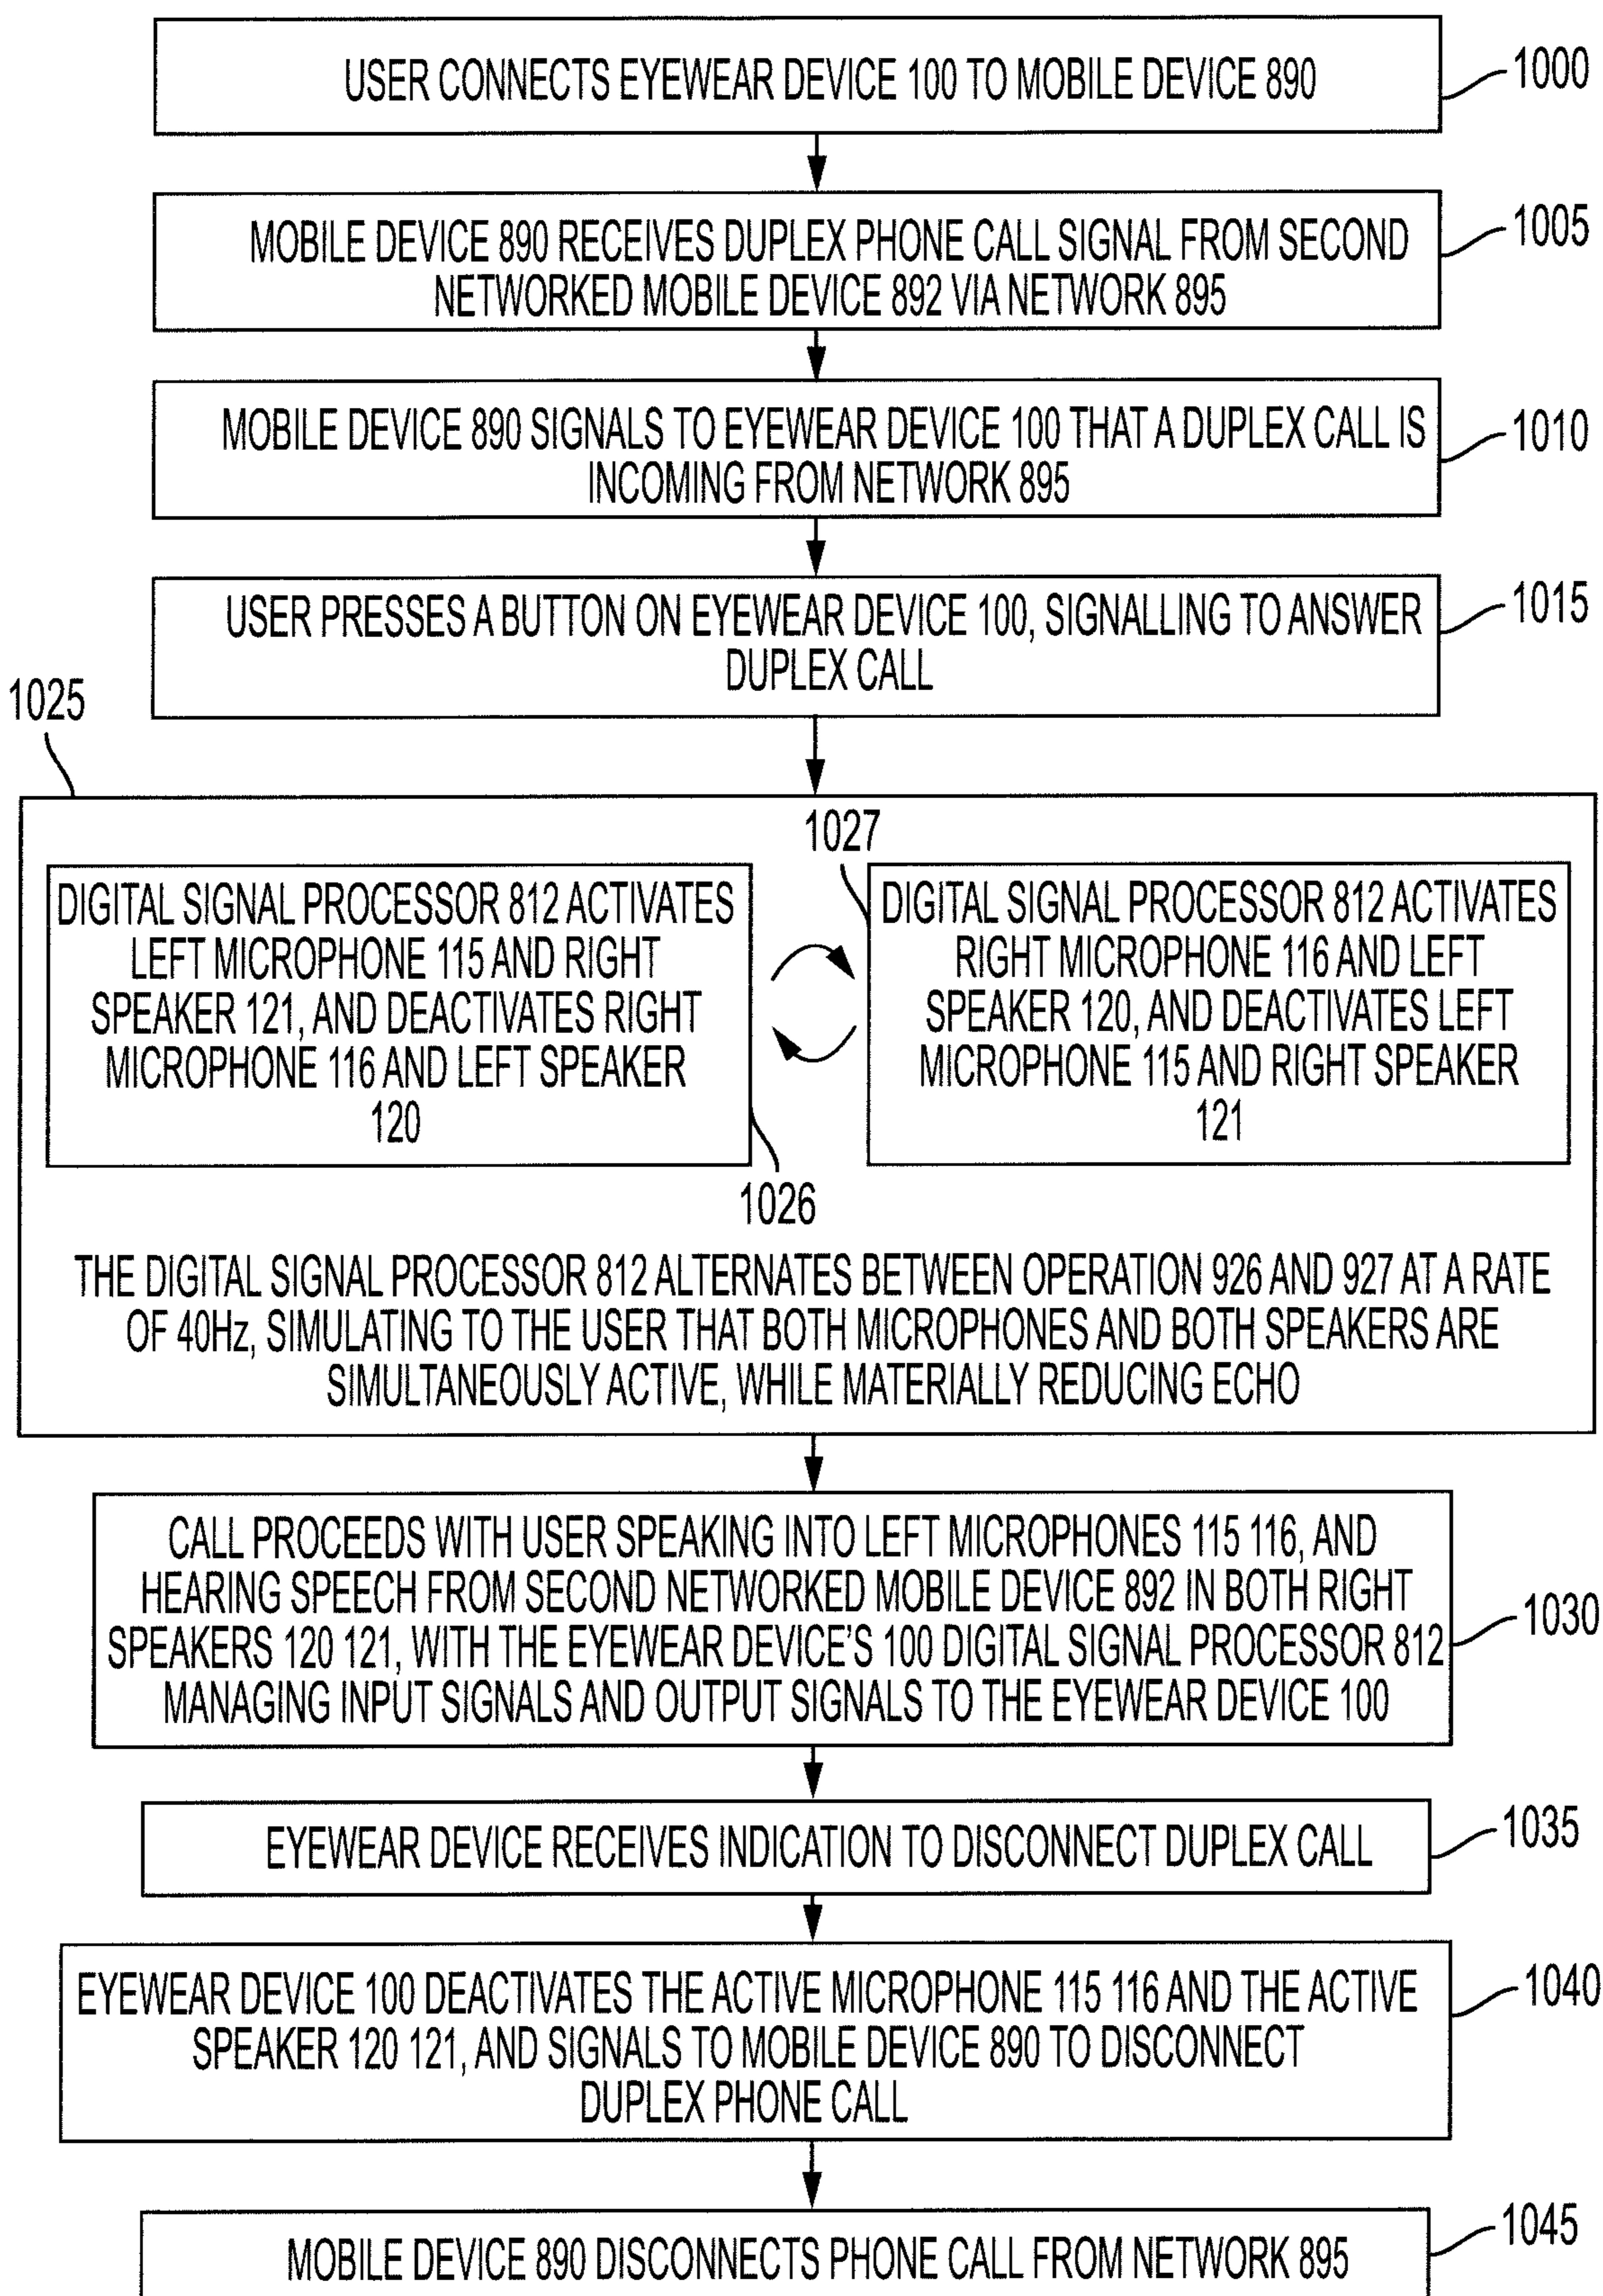 USER CONNECTS EYEWEAR DEVICE 100 TO MOBILE DEVICE 890
1000
MOBILE DEVICE 890 RECEIVES DUPLEX PHONE CALL SIGNAL FROM SECOND
NETWORKED MOBILE DEVICE 892 VIA NETWORK 895
1005
MOBILE DEVICE 890 SIGNALS TO EYEWEAR DEVICE 100 THAT A DUPLEX CALL IS
INCOMING FROM NETWORK 895
1010
USER PRESSES A BUTTON ON EYEWEAR DEVICE 100, SIGNALLING TO ANSWER
DUPLEX CALL
1015
1025
DIGITAL SIGNAL PROCESSOR 812 ACTIVATES
LEFT MICROPHONE 115 AND RIGHT
SPEAKER 121, AND DEACTIVATES RIGHT
MICROPHONE 116 AND LEFT SPEAKER
120
1026
1027
DIGITAL SIGNAL PROCESSOR 812 ACTIVATES
RIGHT MICROPHONE 116 AND LEFT
SPEAKER 120, AND DEACTIVATES LEFT
MICROPHONE 115 AND RIGHT SPEAKER
121
THE DIGITAL SIGNAL PROCESSOR 812 ALTERNATES BETWEEN OPERATION 926 AND 927 AT A RATE
OF 40Hz, SIMULATING TO THE USER THAT BOTH MICROPHONES AND BOTH SPEAKERS ARE
SIMULTANEOUSLY ACTIVE, WHILE MATERIALLY REDUCING ECHO
CALL PROCEEDS WITH USER SPEAKING INTO LEFT MICROPHONES 115 116, AND
HEARING SPEECH FROM SECOND NETWORKED MOBILE DEVICE 892 IN BOTH RIGHT
SPEAKERS 120 121, WITH THE EYEWEAR DEVICE'S 100 DIGITAL SIGNAL PROCESSOR 812
MANAGING INPUT SIGNALS AND OUTPUT SIGNALS TO THE EYEWEAR DEVICE 100
1030
EYEWEAR DEVICE RECEIVES INDICATION TO DISCONNECT DUPLEX CALL
1035
EYEWEAR DEVICE 100 DEACTIVATES THE ACTIVE MICROPHONE 115 116 AND THE ACTIVE
SPEAKER 120 121, AND SIGNALS TO MOBILE DEVICE 890 TO DISCONNECT
DUPLEX PHONE CALL
1040
MOBILE DEVICE 890 DISCONNECTS PHONE CALL FROM NETWORK 895
1045